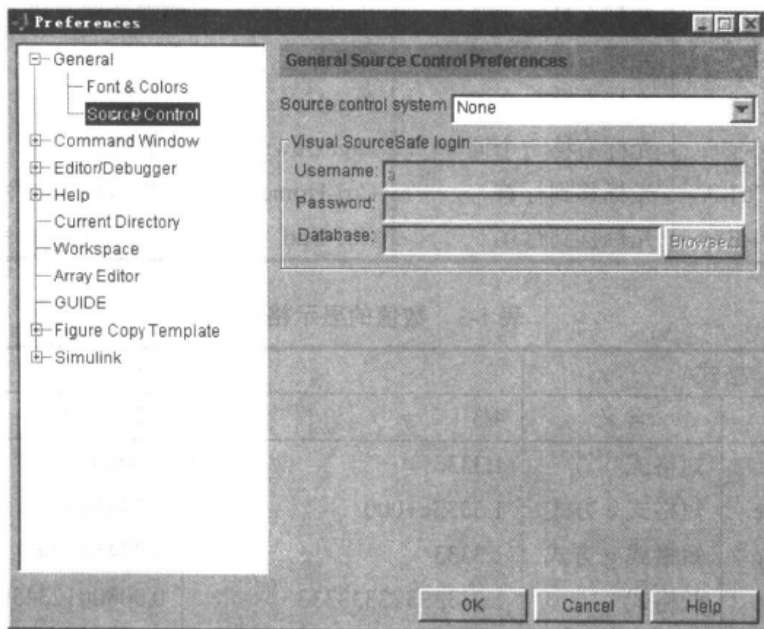 Preferences
General
Font & Colors
Source Control
Command Window
Editor/Debugger
Help
Current Directory
Workspace
Array Editor
GUIDE
Figure Copy Template
Simulink
General Source Control Preferences
Source control system None
Visual SourceSafe login
Username: a
Password:
Database: Browse...
OK Cancel Help